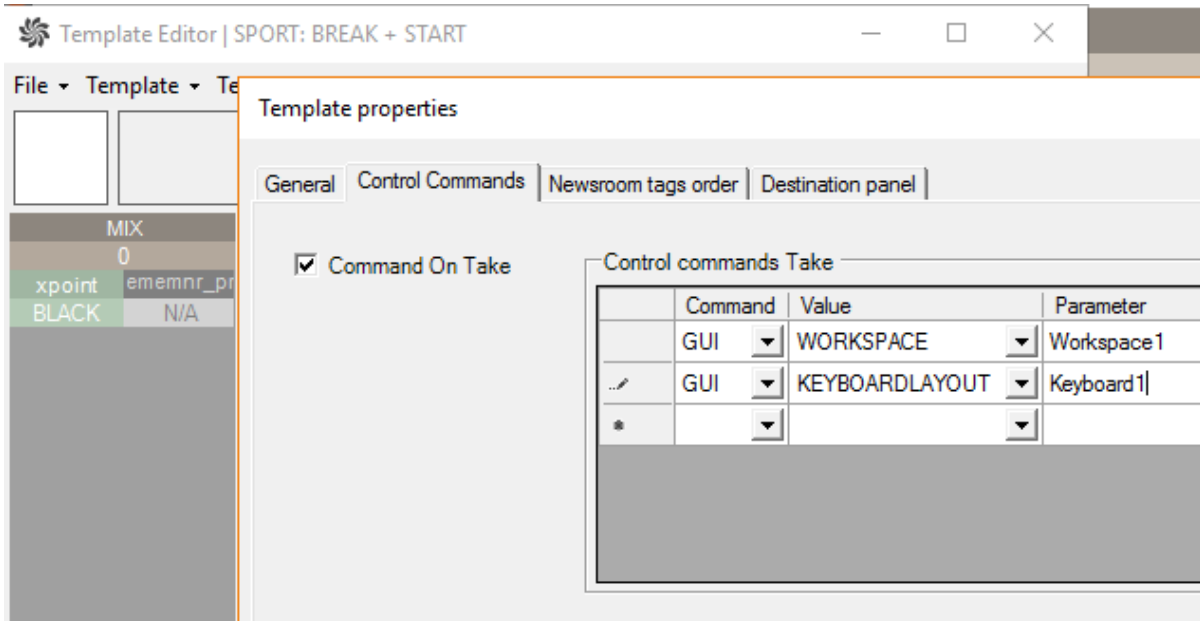 Template Editor | SPORT: BREAK + START
File Template Te
Template properties
General Control Commands Newsroom tags order Destination panel
MIX
0
xpoint ememnr_pr
BLACK N/A
Command On Take
Control commands Take
Command Value Parameter
GUI WORKSPACE Workspace1
GUI KEYBOARDLAYOUT Keyboard1